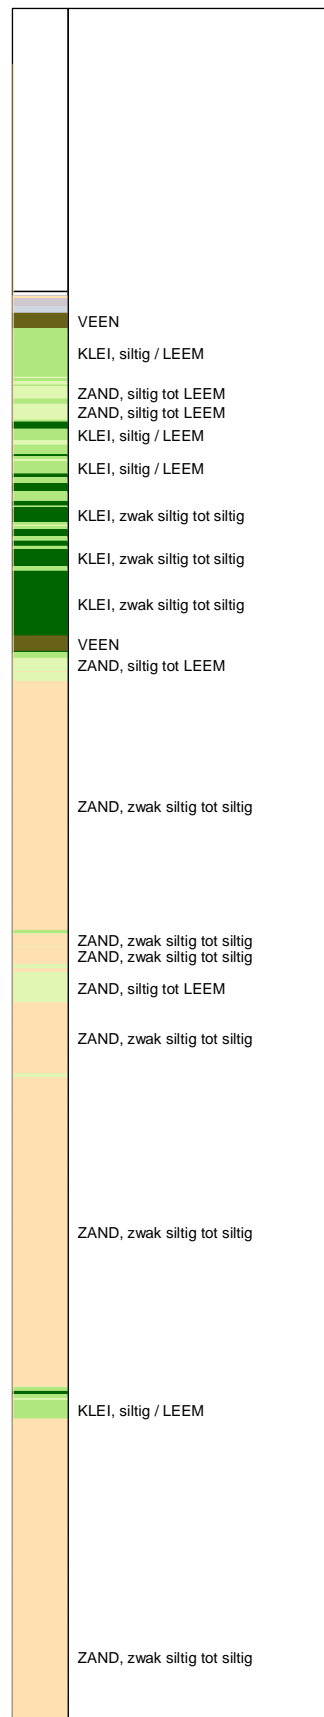 VEEN
KLEI, siltig / LEEM
ZAND, siltig tot LEEM
ZAND, siltig tot LEEM
KLEI, siltig / LEEM
KLEI, siltig / LEEM
KLEI, zwak siltig tot siltig
KLEI, zwak siltig tot siltig
KLEI, zwak siltig tot siltig
VEEN
ZAND, siltig tot LEEM
ZAND, zwak siltig tot siltig
ZAND, zwak siltig tot siltig
ZAND, zwak siltig tot siltig
ZAND, siltig tot LEEM
ZAND, zwak siltig tot siltig
ZAND, zwak siltig tot siltig
KLEI, siltig / LEEM
ZAND, zwak siltig tot siltig